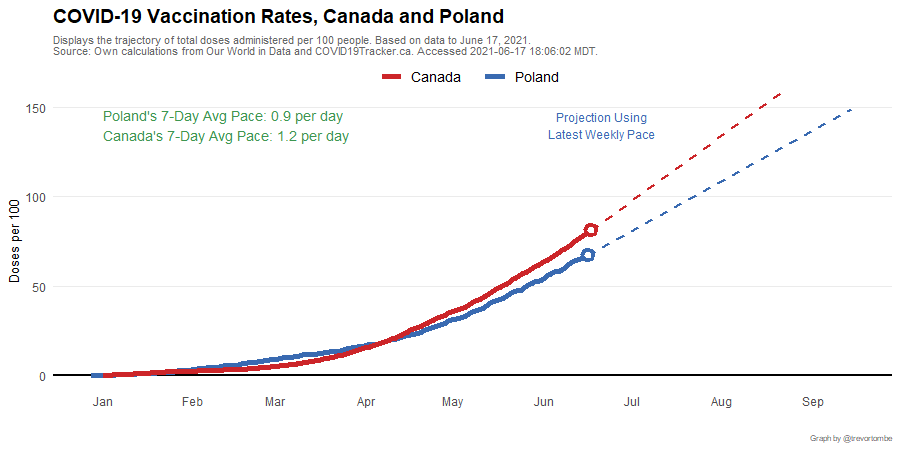 COVID-19 Vaccination Rates, Canada and Poland
Displays the trajectory of total doses administered per 100 people. Based on data to June 17, 2021.
Source: Own calculations from Our World in Data and COVID19Tracker.ca. Accessed 2021-06-17 18:06:02 MDT.
Canada Poland
Poland's 7-Day Avg Pace: 0.9 per day
Canada's 7-Day Avg Pace: 1.2 per day
Projection Using
Latest Weekly Pace
Doses per 100
150
100
50
0
Jan Feb Mar Apr May Jun Jul Aug Sep
Graph by @trevortombe